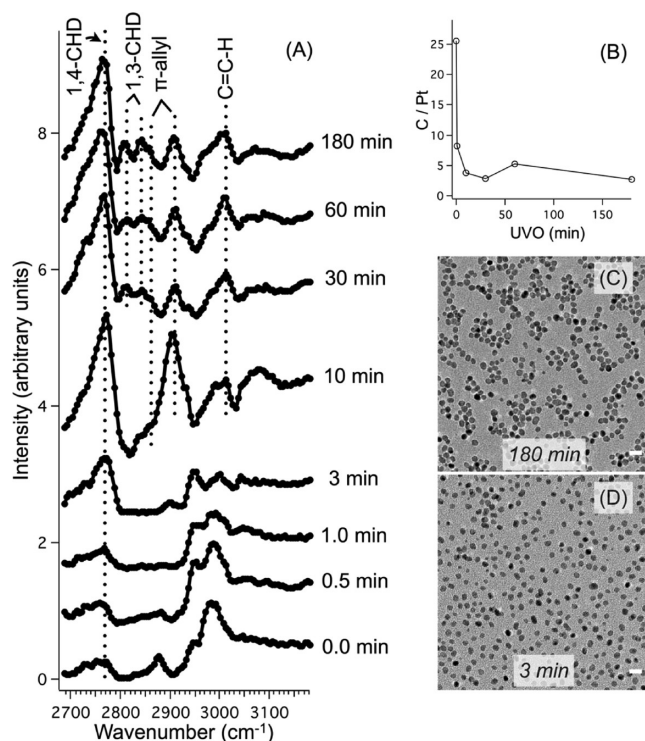 1,4-CHD
1,3-CHD
π-allyl
C=C-H
(A)
180 min
60 min
30 min
10 min
3 min
1.0 min
0.5 min
0.0 min
Intensity (arbitrary units)
8
6
4
2
0
2700 2800 2900 3000 3100
Wavenumber (cm⁻¹)
(B)
C / Pt
25
20
15
10
5
0
0 50 100 150
UVO (min)
(C)
180 min
(D)
3 min